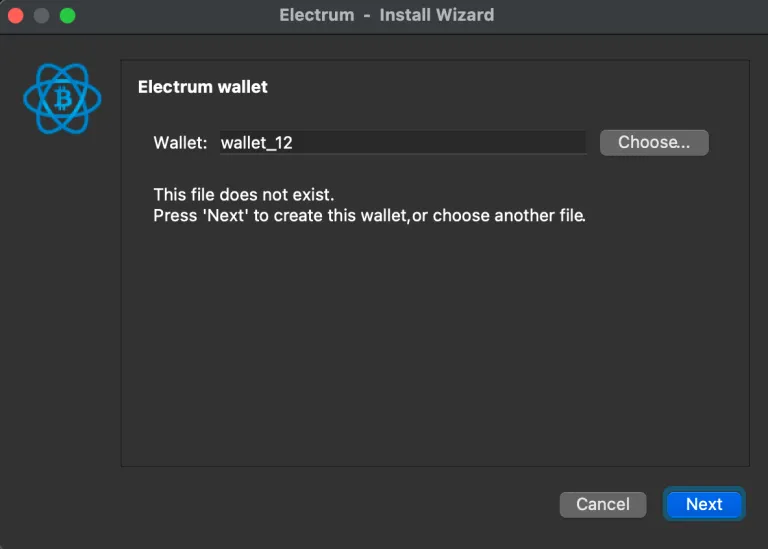 Electrum - Install Wizard
Electrum wallet
Wallet: wallet_12 Choose...
This file does not exist.
Press 'Next' to create this wallet,or choose another file.
Cancel Next